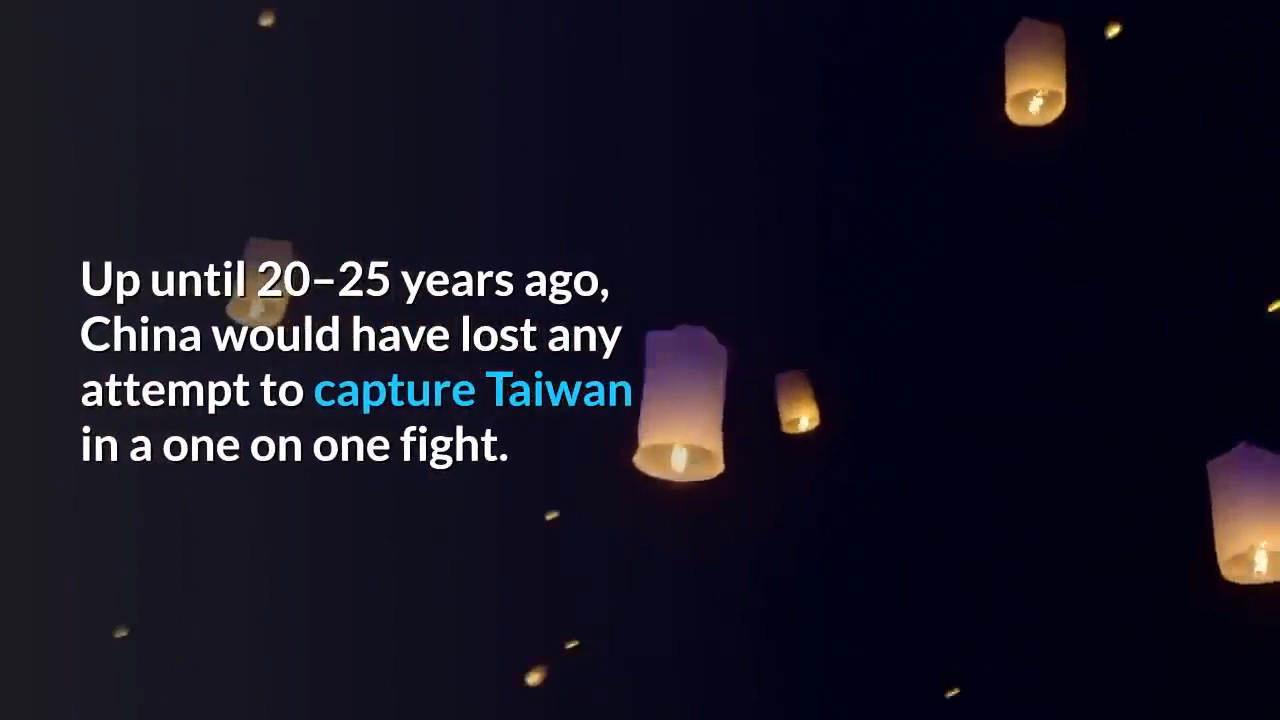 Up until 20–25 years ago,
China would have lost any
attempt to capture Taiwan
in a one on one fight.